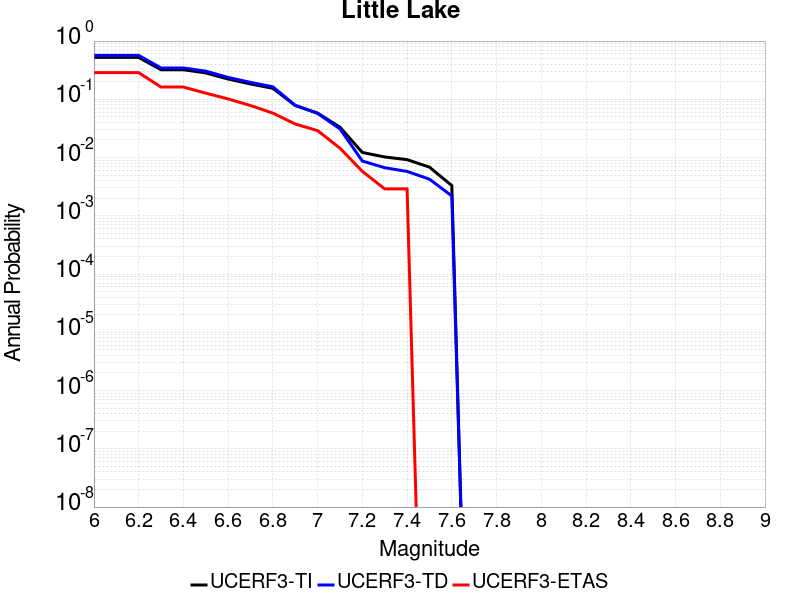 Little Lake
10^0
10^-1
10^-2
10^-3
10^-4
10^-5
10^-6
10^-7
10^-8
Annual Probability
6 6.2 6.4 6.6 6.8 7 7.2 7.4 7.6 7.8 8 8.2 8.4 8.6 8.8 9
Magnitude
UCERF3-TI UCERF3-TD UCERF3-ETAS